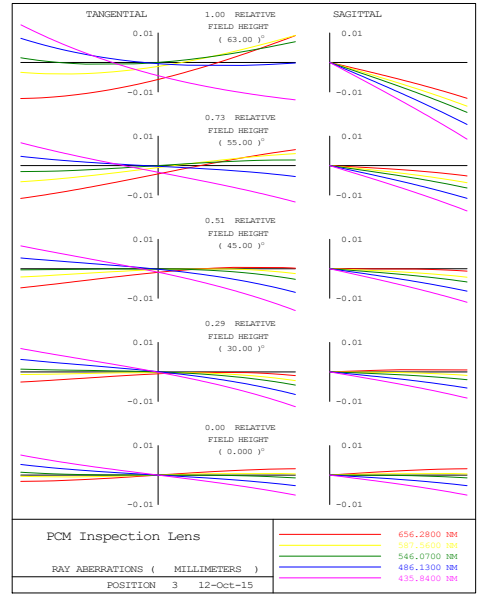 TANGENTIAL 1.00 RELATIVE SAGITTAL
FIELD HEIGHT
( 63.00 )°
0.01 0.01
-0.01 -0.01
0.73 RELATIVE
FIELD HEIGHT
( 55.00 )°
0.01 0.01
-0.01 -0.01
0.51 RELATIVE
FIELD HEIGHT
( 45.00 )°
0.01 0.01
-0.01 -0.01
0.29 RELATIVE
FIELD HEIGHT
( 30.00 )°
0.01 0.01
-0.01 -0.01
0.00 RELATIVE
FIELD HEIGHT
( 0.000 )°
0.01 0.01
-0.01 -0.01
PCM Inspection Lens
RAY ABERRATIONS ( MILLIMETERS )
POSITION 3 12-Oct-15
656.2800 NM
NM
546.0700 NM
486.1300 NM
435.8400 NM